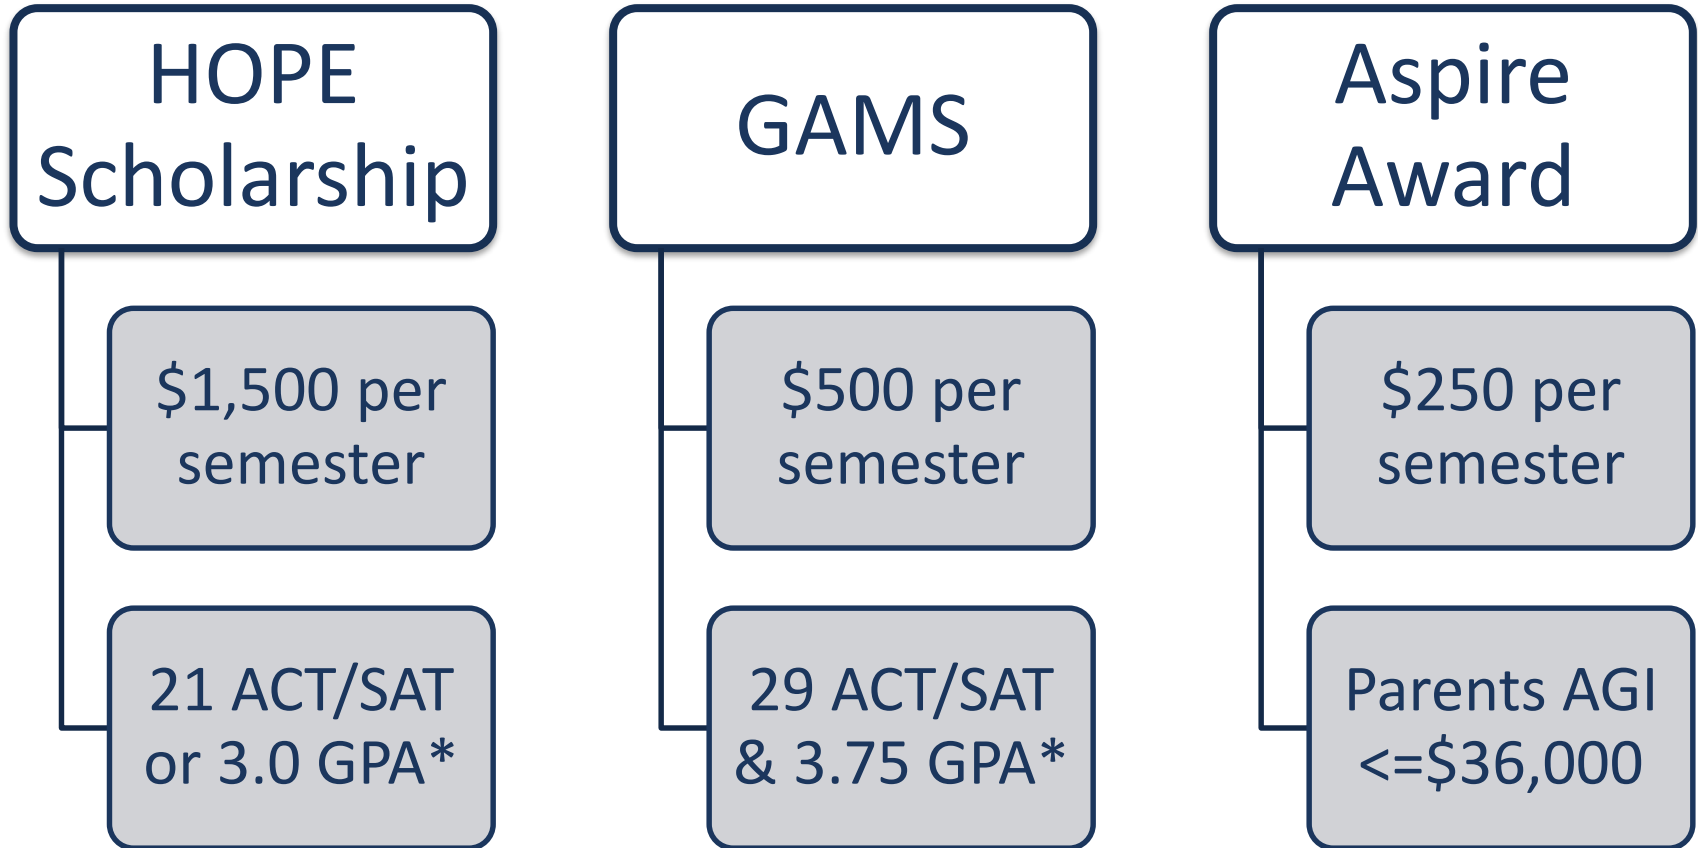 HOPE
Scholarship
$1,500 per
semester
21 ACT/SAT
or 3.0 GPA*
GAMS
$500 per
semester
29 ACT/SAT
& 3.75 GPA*
Aspire
Award
$250 per
semester
Parents AGI
<=$36,000